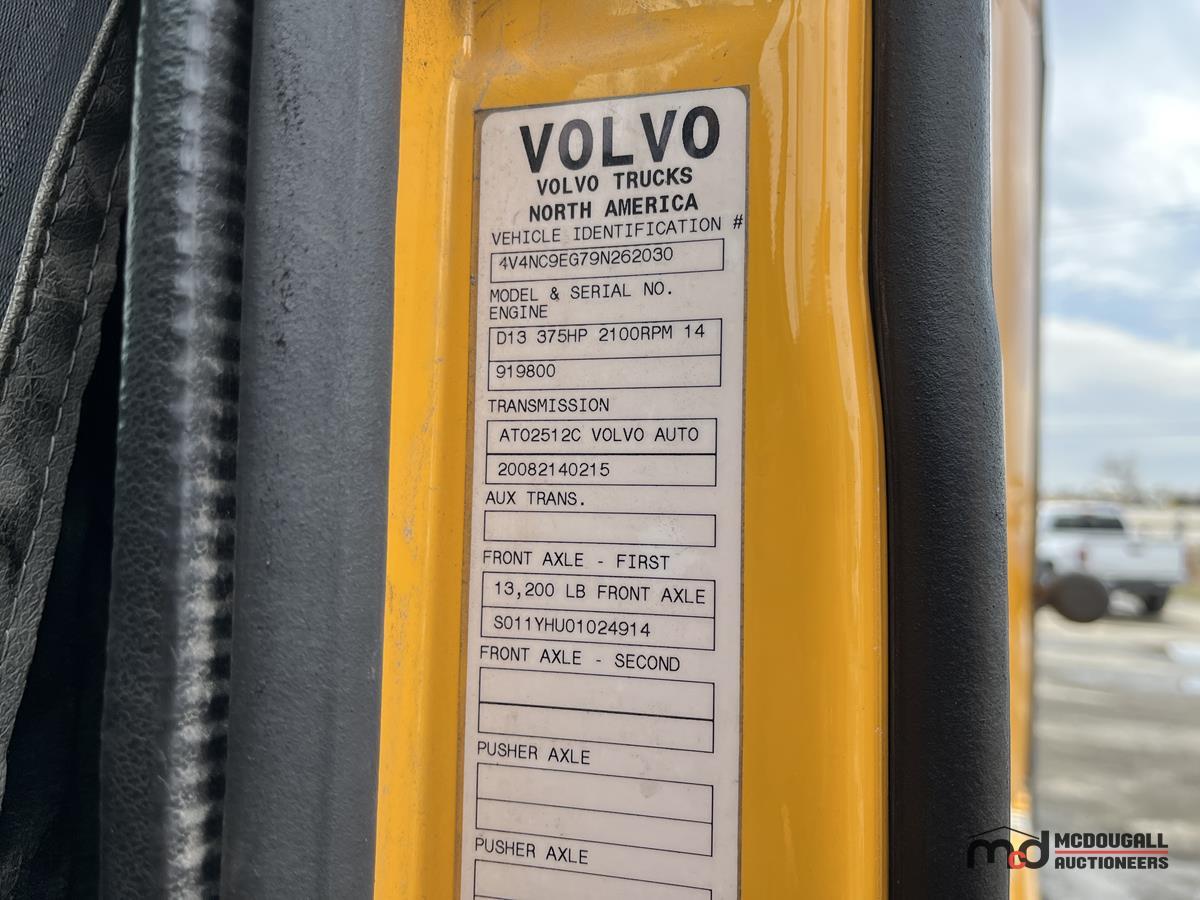 VOLVO
VOLVO TRUCKS
NORTH AMERICA
VEHICLE IDENTIFICATION #
4V4NC9EG79N262030
MODEL & SERIAL NO.
ENGINE
D13 375HP 2100RPM 14
919800
TRANSMISSION
ATO2512C VOLVO AUTO
20082140215
AUX TRANS.
FRONT AXLE - FIRST
13,200 LB FRONT AXLE
S011YHU01024914
FRONT AXLE - SECOND
PUSHER AXLE
PUSHER AXLE
mcd MCDOUGALL
AUCTIONEERS